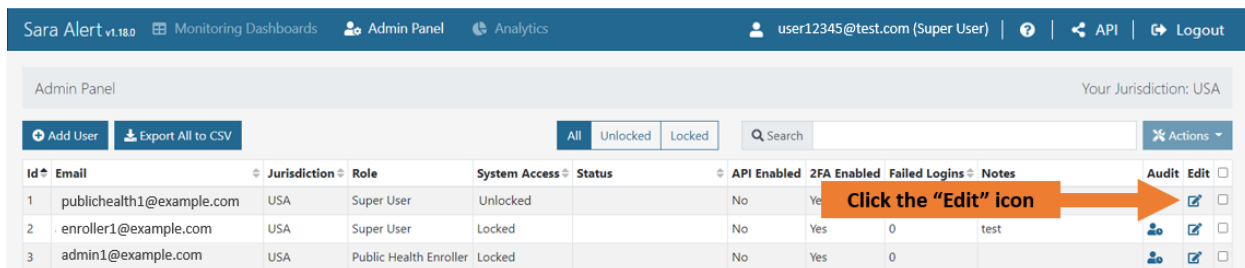 Sara Alert v1.18.0 Monitoring Dashboards Admin Panel Analytics user12345@test.com (Super User) API Logout
Admin Panel Your Jurisdiction: USA
Add User Export All to CSV All Unlocked Locked Search Actions
Id Email Jurisdiction Role System Access Status API Enabled 2FA Enabled Failed Logins Notes Audit Edit
1 publichealth1@example.com USA Super User Unlocked No Click the “Edit” icon
2 enroller1@example.com USA Super User Locked No Yes 0 test
3 admin1@example.com USA Public Health Enroller Locked No Yes 0